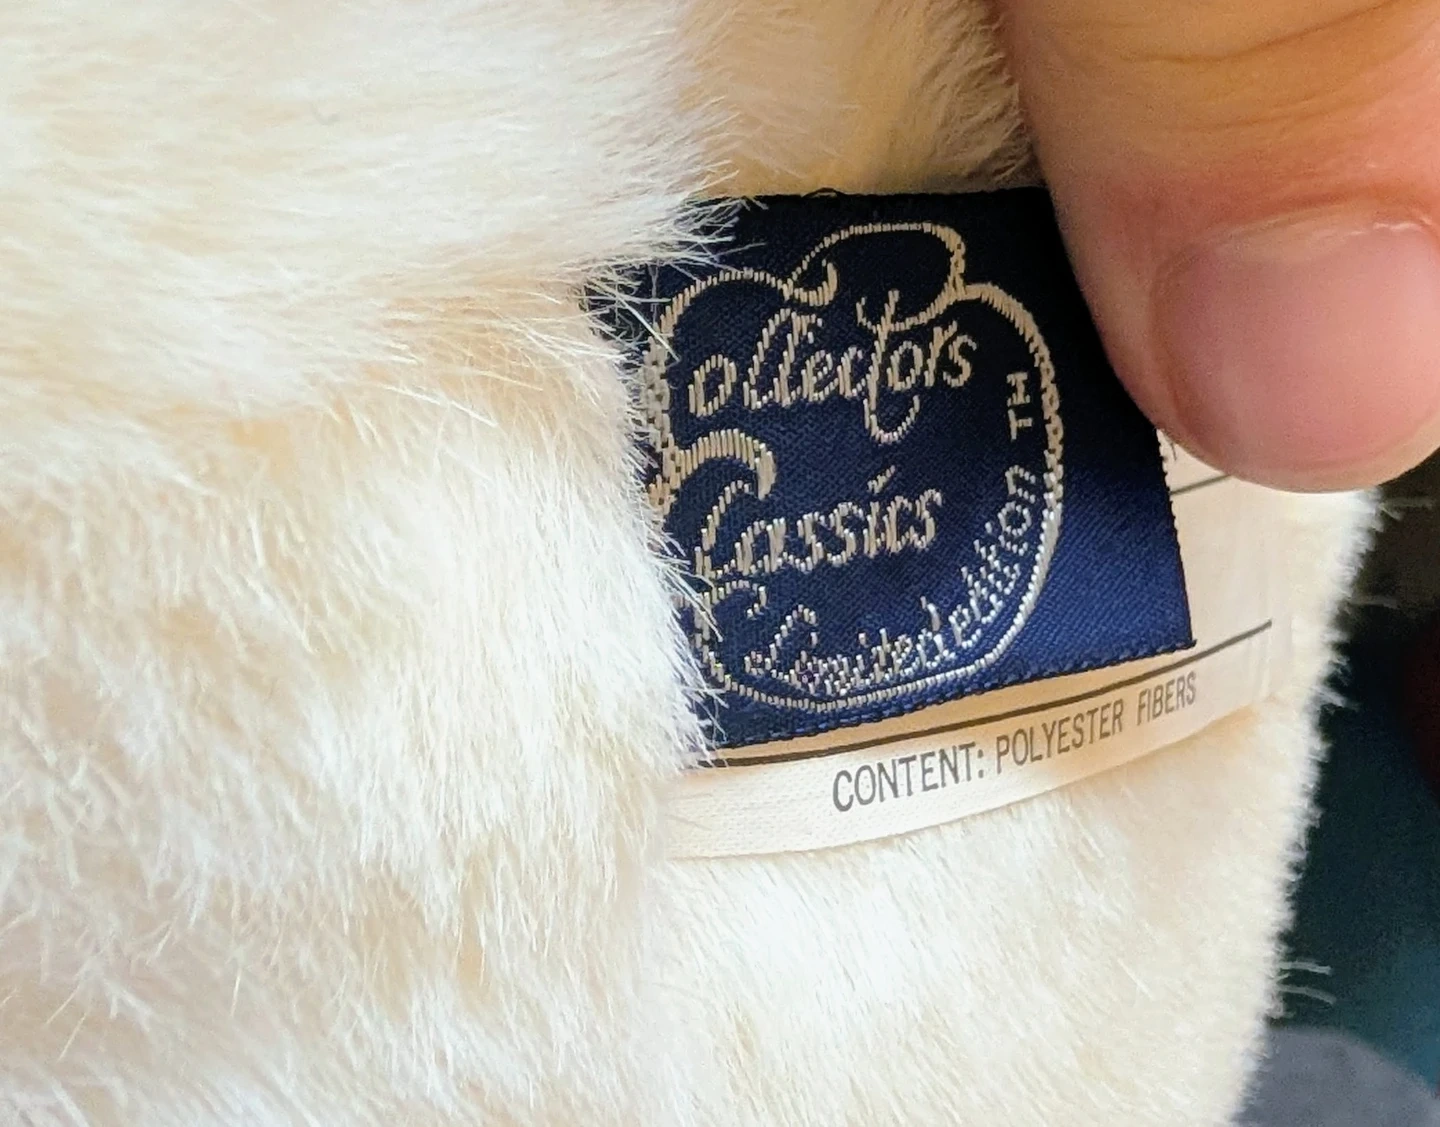 Collectors
Classics
Limited edition TM
CONTENT: POLYESTER FIBERS